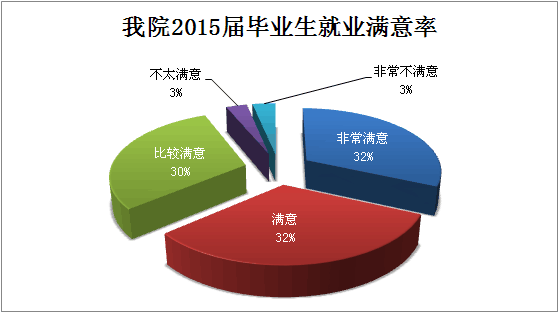 我院2015届毕业生就业满意率
不太满意
3%
非常不满意
3%
非常满意
32%
比较满意
30%
满意
32%